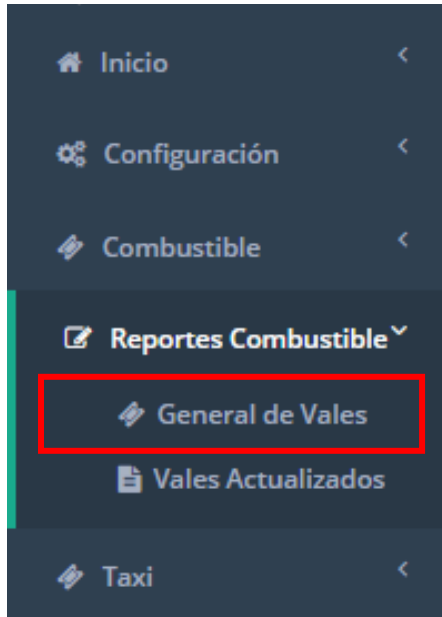 Inicio
Configuración
Combustible
Reportes Combustible
General de Vales
Vales Actualizados
Taxi